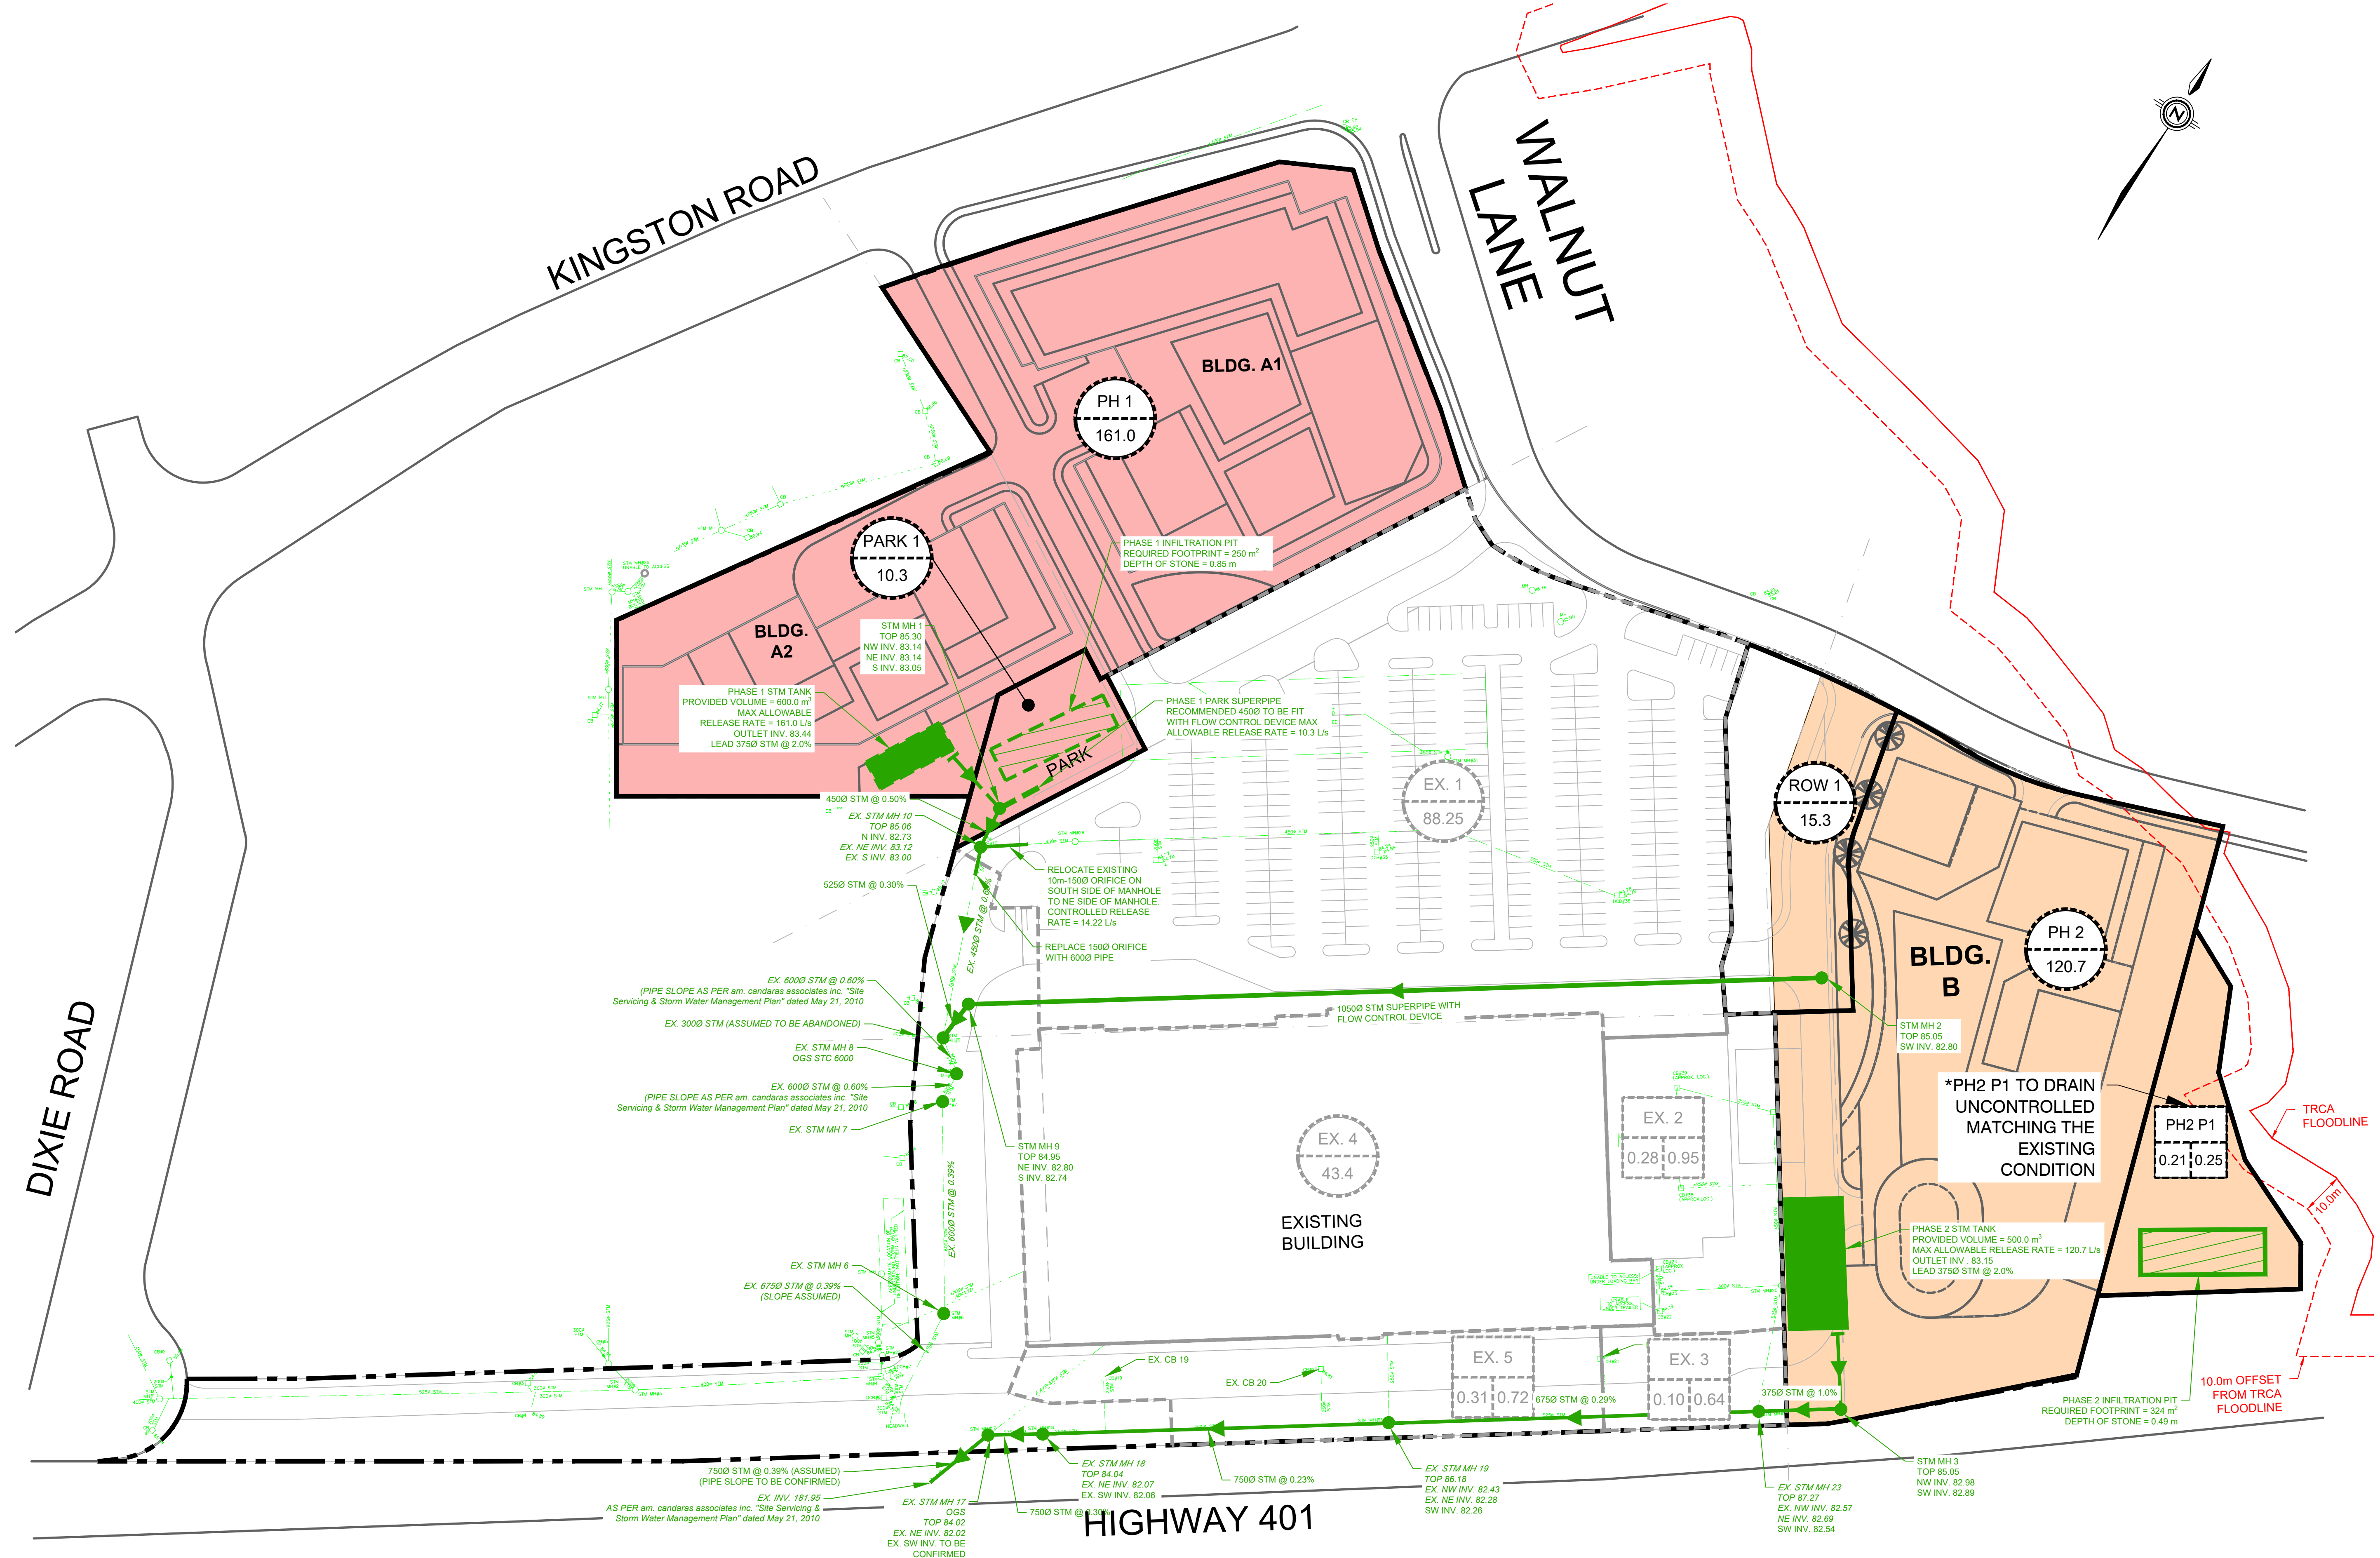 KINGSTON ROAD
WALNUT
LANE
N
DIXIE ROAD
HIGHWAY 401
BLDG. A1
PH 1
161.0
PARK 1
10.3
BLDG.
A2
PARK
PHASE 1 INFILTRATION PIT
REQUIRED FOOTPRINT = 250 m²
DEPTH OF STONE = 0.85 m
STM MH 1
TOP 85.30
NW INV. 83.14
NE INV. 83.14
S INV. 83.05
PHASE 1 STM TANK
PROVIDED VOLUME = 600.0 m³
MAX ALLOWABLE
RELEASE RATE = 161.0 L/s
OUTLET INV. 83.44
LEAD 375Ø STM @ 2.0%
PHASE 1 PARK SUPERPIPE
RECOMMENDED 450Ø TO BE FIT
WITH FLOW CONTROL DEVICE MAX
ALLOWABLE RELEASE RATE = 10.3 L/s
450Ø STM @ 0.50%
EX. STM MH 10
TOP 85.06
N INV. 82.73
EX. NE INV. 83.12
EX. S INV. 83.00
525Ø STM @ 0.30%
RELOCATE EXISTING
10m-150Ø ORIFICE ON
SOUTH SIDE OF MANHOLE
TO NE SIDE OF MANHOLE.
CONTROLLED RELEASE
RATE = 14.22 L/s
REPLACE 150Ø ORIFICE
WITH 600Ø PIPE
EX. 600Ø STM @ 0.60%
(PIPE SLOPE AS PER am. candaras associates inc. "Site
Servicing & Storm Water Management Plan" dated May 21, 2010
EX. 300Ø STM (ASSUMED TO BE ABANDONED)
EX. STM MH 8
OGS STC 6000
EX. 600Ø STM @ 0.60%
(PIPE SLOPE AS PER am. candaras associates inc. "Site
Servicing & Storm Water Management Plan" dated May 21, 2010
EX. STM MH 7
STM MH 9
TOP 84.95
NE INV. 82.80
S INV. 82.74
EX. 600Ø STM @ 0.39%
EX. STM MH 6
EX. 675Ø STM @ 0.39%
(SLOPE ASSUMED)
1050Ø STM SUPERPIPE WITH
FLOW CONTROL DEVICE
EX. 1
88.25
ROW 1
15.3
PH 2
120.7
BLDG.
B
STM MH 2
TOP 85.05
SW INV. 82.80
*PH2 P1 TO DRAIN
UNCONTROLLED
MATCHING THE
EXISTING
CONDITION
PH2 P1
0.21 0.25
TRCA
FLOODLINE
10.0m
10.0m OFFSET
FROM TRCA
FLOODLINE
EX. 4
43.4
EXISTING
BUILDING
EX. 2
0.28 0.95
EX. 5
0.31 0.72
EX. 3
0.10 0.64
PHASE 2 STM TANK
PROVIDED VOLUME = 500.0 m³
MAX ALLOWABLE RELEASE RATE = 120.7 L/s
OUTLET INV . 83.15
LEAD 375Ø STM @ 2.0%
PHASE 2 INFILTRATION PIT
REQUIRED FOOTPRINT = 324 m²
DEPTH OF STONE = 0.49 m
EX. CB 19
EX. CB 20
675Ø STM @ 0.29%
375Ø STM @ 1.0%
750Ø STM @ 0.39% (ASSUMED)
(PIPE SLOPE TO BE CONFIRMED)
EX. INV. 181.95
AS PER am. candaras associates inc. "Site Servicing &
Storm Water Management Plan" dated May 21, 2010
EX. STM MH 17
OGS
TOP 84.02
EX. NE INV. 82.02
EX. SW INV. TO BE
CONFIRMED
EX. STM MH 18
TOP 84.04
EX. NE INV. 82.07
EX. SW INV. 82.06
750Ø STM @ 0.30%
750Ø STM @ 0.23%
EX. STM MH 19
TOP 86.18
EX. NW INV. 82.43
EX. NE INV. 82.28
SW INV. 82.26
EX. STM MH 23
TOP 87.27
EX. NW INV. 82.57
NE INV. 82.69
SW INV. 82.54
STM MH 3
TOP 85.05
NW INV. 82.98
SW INV. 82.89